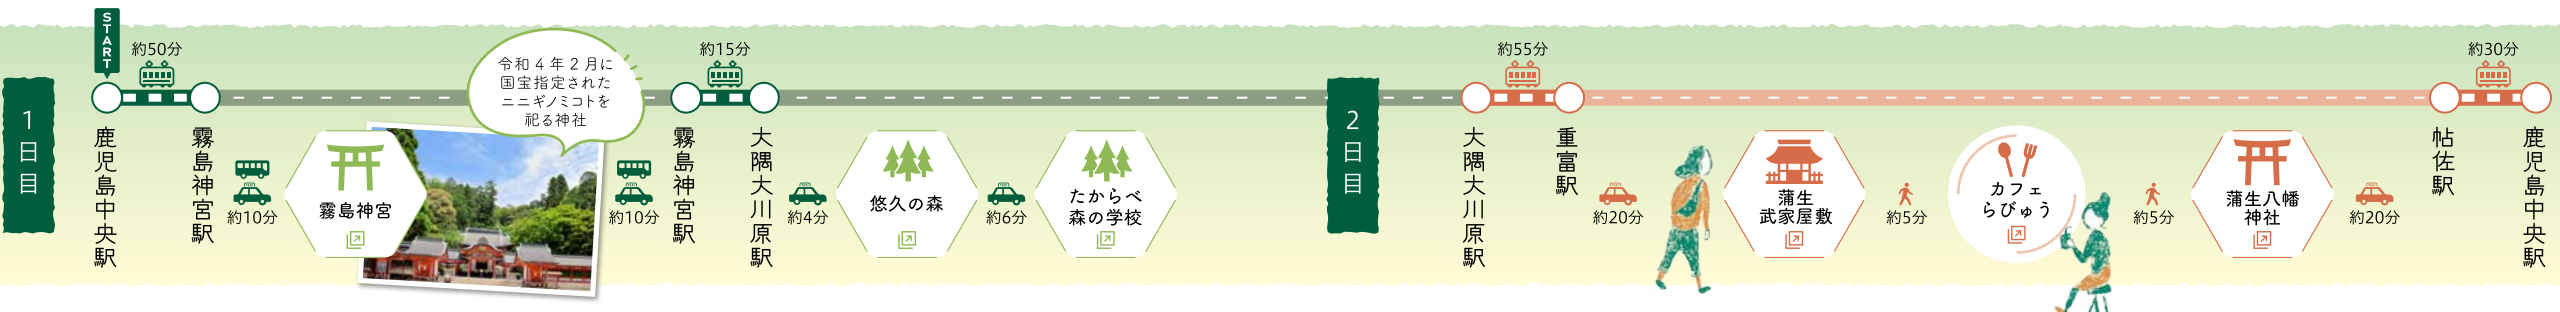 START
1日目
約50分
鹿児島中央駅
霧島神宮駅
約10分
霧島神宮
令和4年2月に
国宝指定された
ニニギノミコトを
祀る神社
約10分
霧島神宮駅
約15分
大隅大川原駅
約4分
悠久の森
約6分
たからべ
森の学校
2日目
大隅大川原駅
約55分
重富駅
約20分
蒲生
武家屋敷
約5分
カフェ
らびゅう
約5分
蒲生八幡
神社
約20分
帖佐駅
約30分
鹿児島中央駅